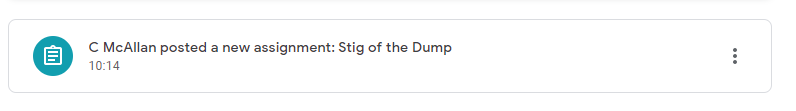 C McAllan posted a new assignment: Stig of the Dump
10:14